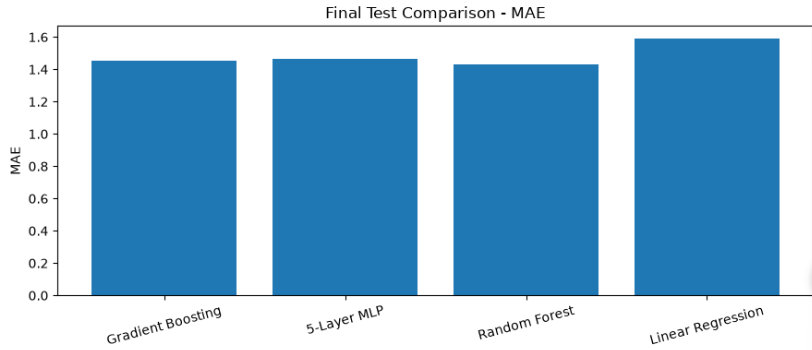 Final Test Comparison - MAE
1.6
1.4
1.2
1.0
0.8
0.6
0.4
0.2
0.0
MAE
Gradient Boosting
5-Layer MLP
Random Forest
Linear Regression